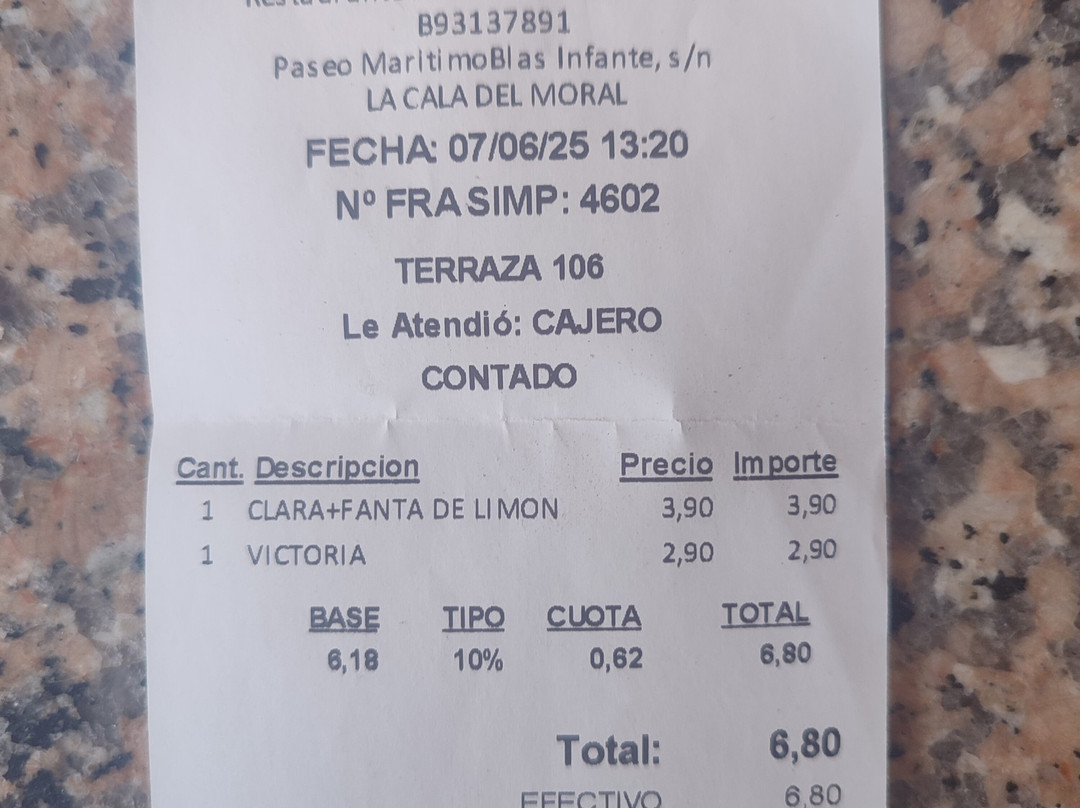 B93137891
Paseo MaritimoBlas Infante, s/n
LA CALA DEL MORAL
FECHA: 07/06/25 13:20
Nº FRA SIMP: 4602
TERRAZA 106
Le Atendió: CAJERO
CONTADO
Cant. Descripcion Precio Importe
1 CLARA+FANTA DE LIMON 3,90 3,90
1 VICTORIA 2,90 2,90
BASE TIPO CUOTA TOTAL
6,18 10% 0,62 6,80
Total: 6,80
EFECTIVO 6,80